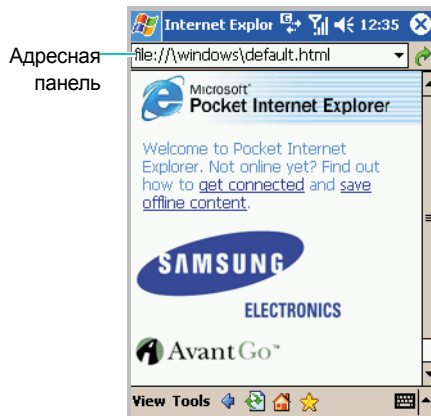 Internet Explor 12:35
Адресная
панель
file://\windows\default.html
Microsoft®
Pocket Internet Explorer
Welcome to Pocket Internet
Explorer. Not online yet? Find out
how to get connected and save
offline content.
SAMSUNG
ELECTRONICS
AvantGo™
View Tools